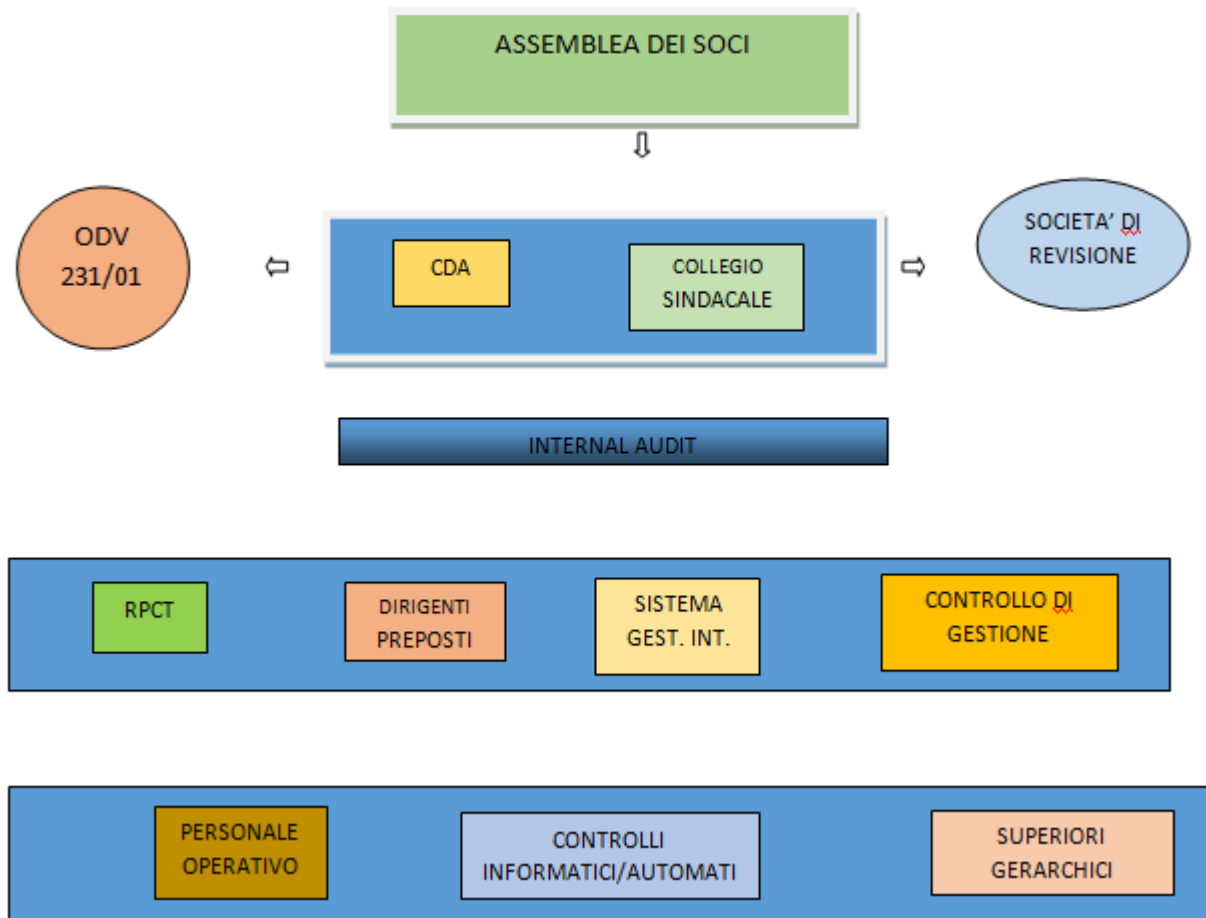 ASSEMBLEA DEI SOCI
ODV
231/01
CDA
COLLEGIO
SINDACALE
SOCIETA’ DI
REVISIONE
INTERNAL AUDIT
RPCT
DIRIGENTI
PREPOSTI
SISTEMA
GEST. INT.
CONTROLLO DI
GESTIONE
PERSONALE
OPERATIVO
CONTROLLI
INFORMATICI/AUTOMATI
SUPERIORI
GERARCHICI